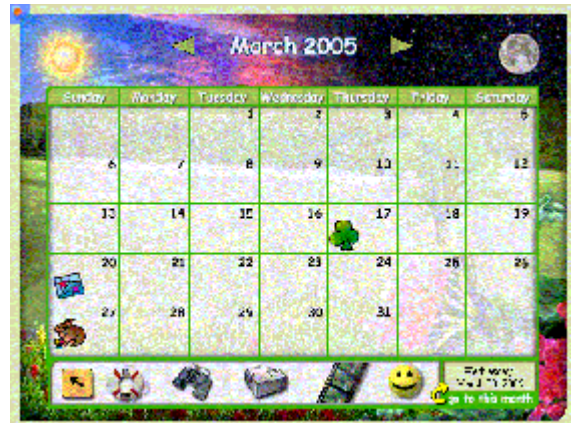 March 2005
Sunday Monday Tuesday Wednesday Thursday Friday Saturday
1 2 3 4 5
6 7 8 9 10 11 12
13 14 15 16 17 18 19
20 21 22 23 24 25 26
27 28 29 30 31
go to this month